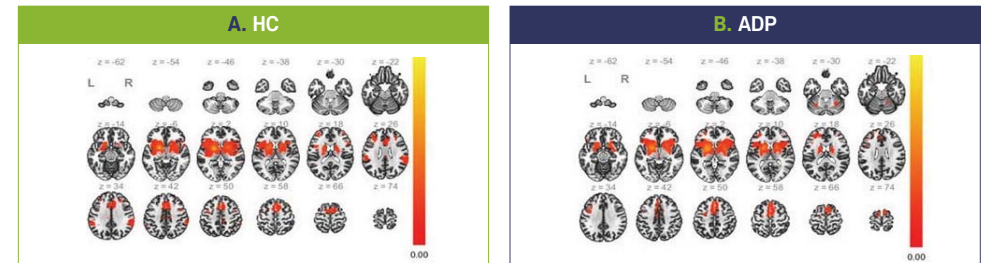 A. HC
z = -62 z = -54 z = -46 z = -38 z = -30 z = -22
L R
z = -14 z = -6 z = 2 z = 10 z = 18 z = 26
z = 34 z = 42 z = 50 z = 58 z = 66 z = 74
0.00
B. ADP
z = -62 z = -54 z = -46 z = -38 z = -30 z = -22
L R
z = -14 z = -6 z = 2 z = 10 z = 18 z = 26
z = 34 z = 42 z = 50 z = 58 z = 66 z = 74
0.00